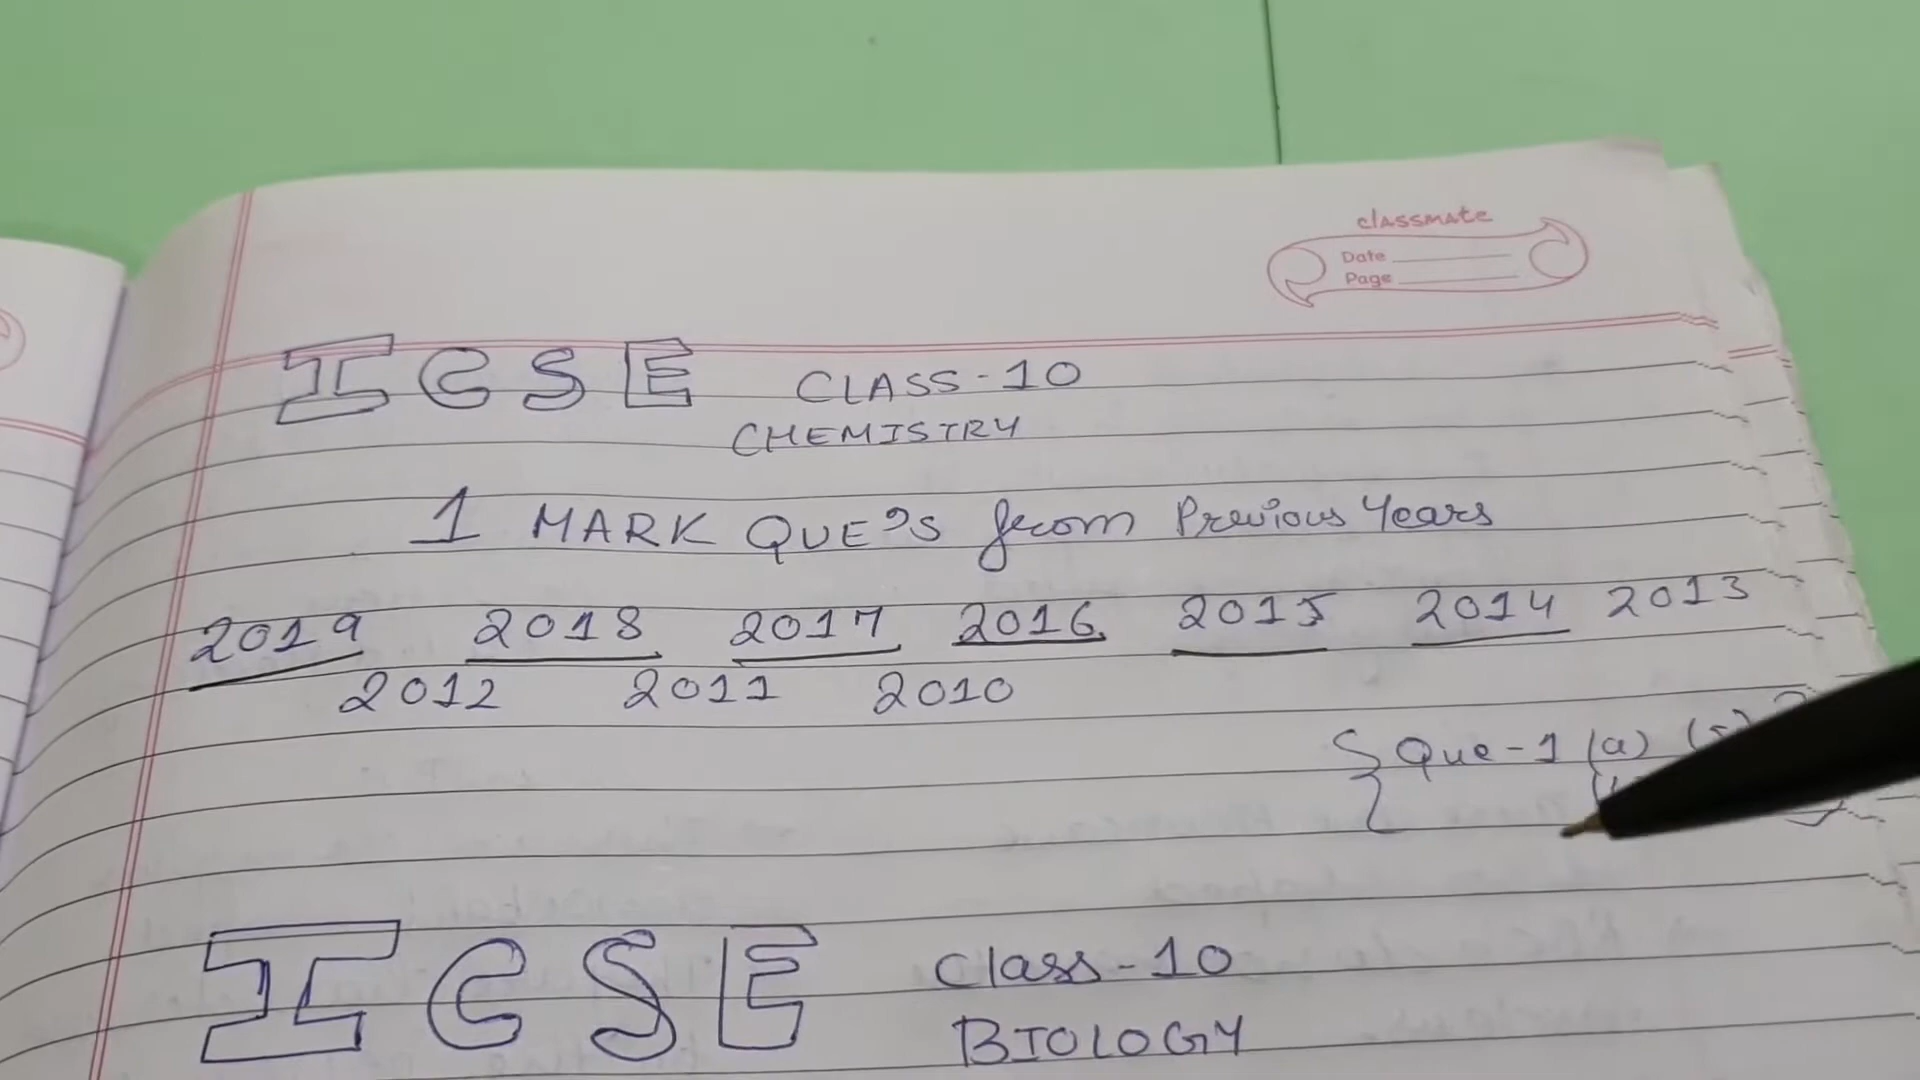 classmate
Date
Page
ICSE CLASS-10
CHEMISTRY
1 MARK QUE's from Previous Years
2019 2018 2017 2016 2015 2014 2013
2012 2011 2010
Que-1 (a)
ICSE Class-10
BIOLOGY